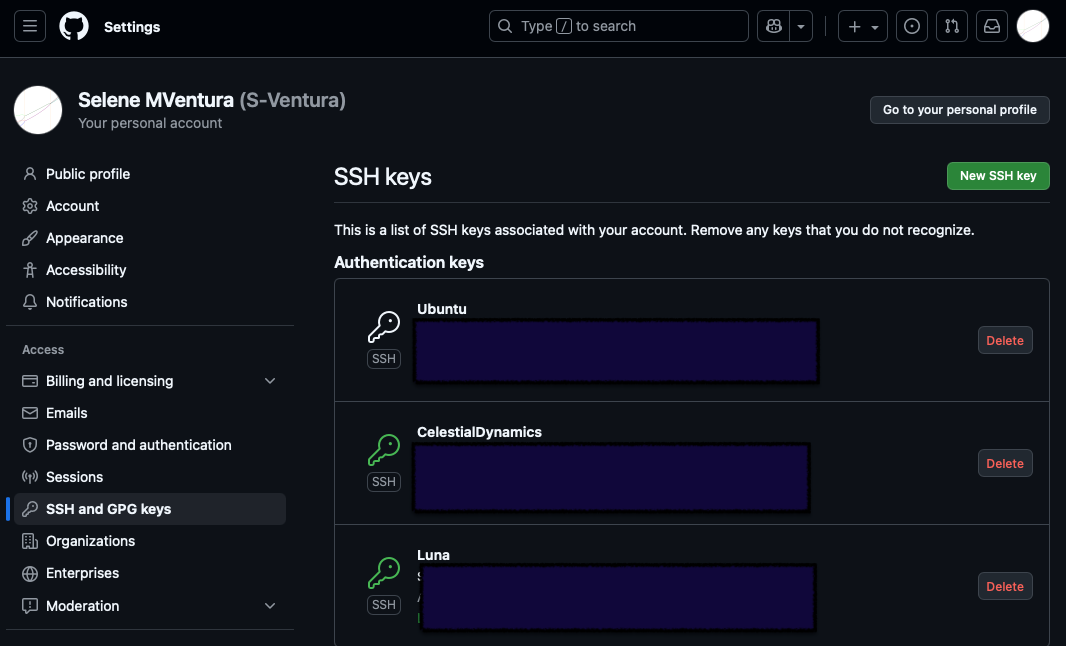 Settings
Type / to search
Selene MVentura (S-Ventura)
Your personal account
Go to your personal profile
Public profile
Account
Appearance
Accessibility
Notifications
Access
Billing and licensing
Emails
Password and authentication
Sessions
SSH and GPG keys
Organizations
Enterprises
Moderation
SSH keys
New SSH key
This is a list of SSH keys associated with your account. Remove any keys that you do not recognize.
Authentication keys
Ubuntu
SSH
Delete
CelestialDynamics
SSH
Delete
Luna
SSH
Delete